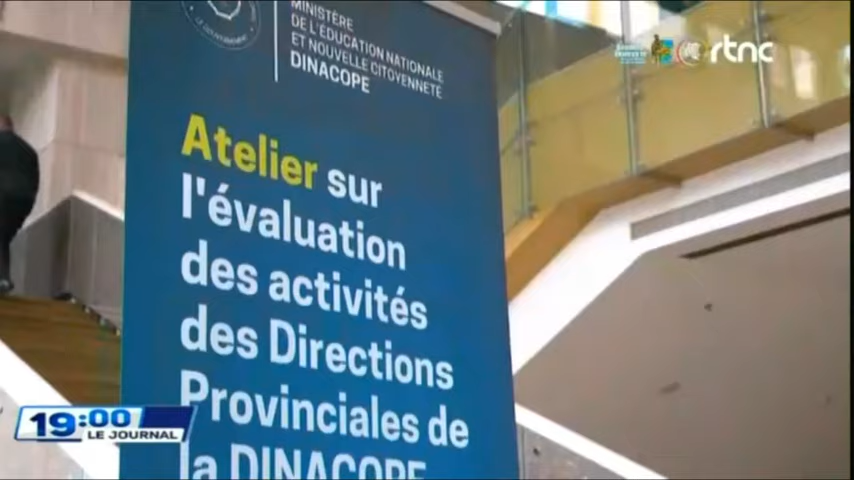 MINISTÈRE
DE L'ÉDUCATION NATIONALE
ET NOUVELLE CITOYENNETÉ
DINACOPE
rtnc
Atelier sur
l'évaluation
des activités
des Directions
Provinciales de
la DINACOPE
19:00
LE JOURNAL